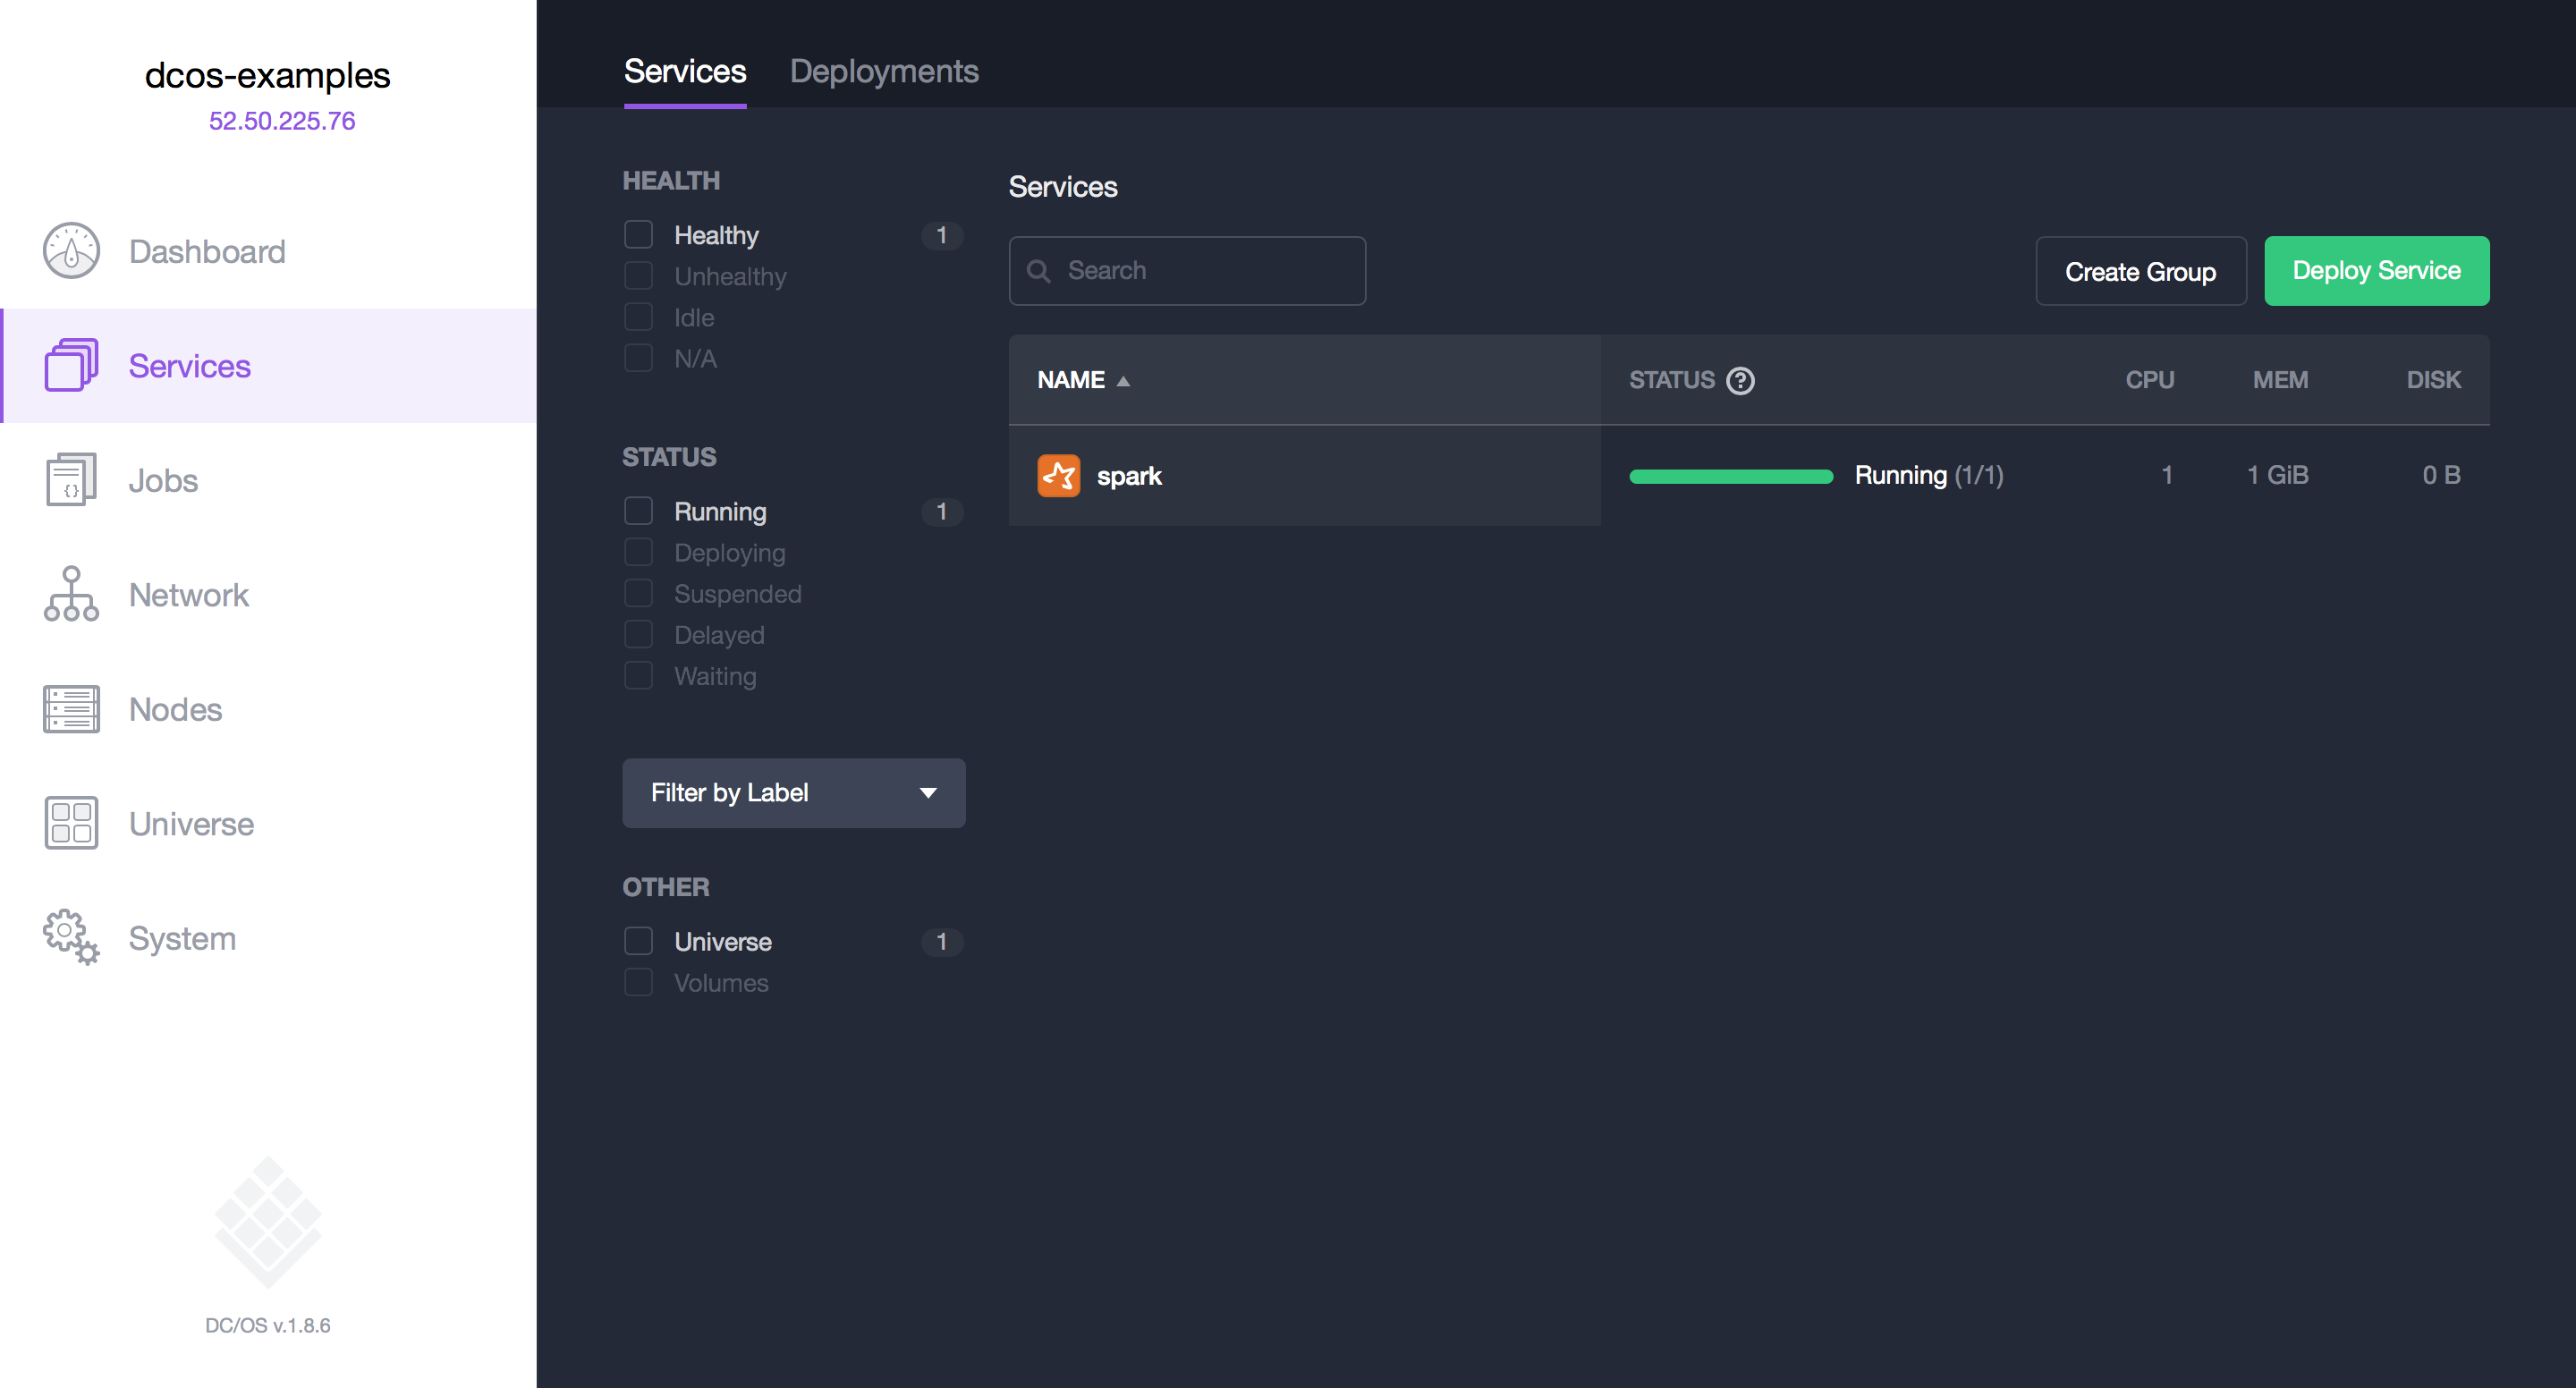 dcos-examples
52.50.225.76
Dashboard
Services
Jobs
Network
Nodes
Universe
System
DC/OS v.1.8.6
Services Deployments
HEALTH
Healthy 1
Unhealthy
Idle
N/A
STATUS
Running 1
Deploying
Suspended
Delayed
Waiting
Filter by Label
OTHER
Universe 1
Volumes
Services
Search
Create Group
Deploy Service
NAME STATUS ? CPU MEM DISK
spark Running (1/1) 1 1 GiB 0 B